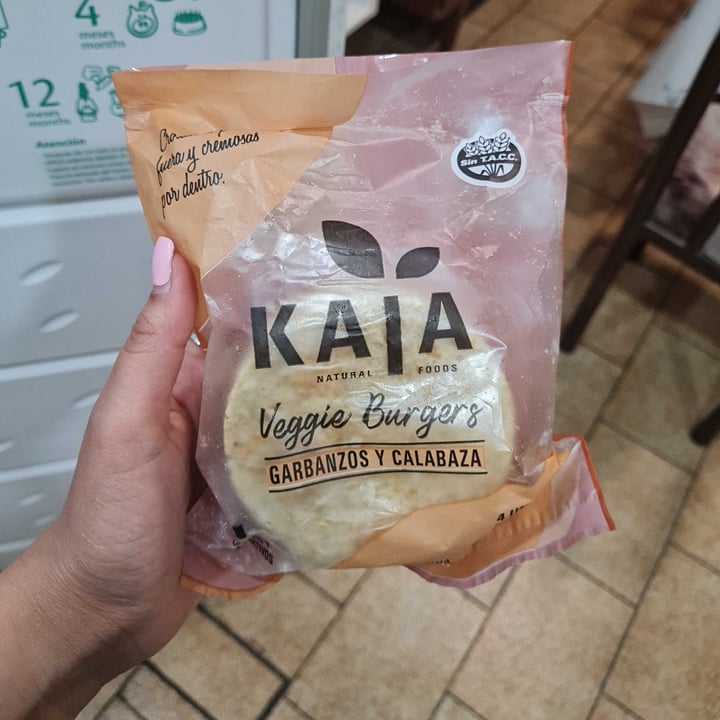 4
meses
months
12
meses
months
Atención
fuera y cremosas
por dentro.
Sin T.A.C.C.
KAIA
NATURAL FOODS
Veggie Burgers
GARBANZOS Y CALABAZA
4